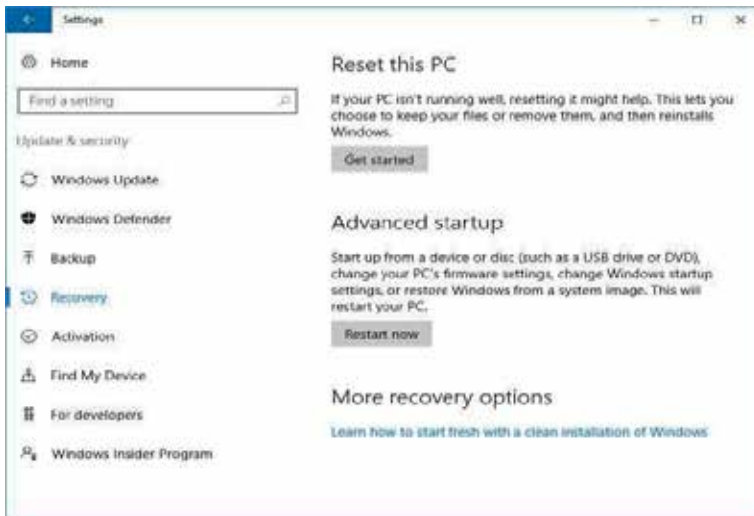 Settings
Home
Find a setting
Update & security
Windows Update
Windows Defender
Backup
Recovery
Activation
Find My Device
For developers
Windows Insider Program
Reset this PC
If your PC isn't running well, resetting it might help. This lets you
choose to keep your files or remove them, and then reinstalls
Windows.
Get started
Advanced startup
Start up from a device or disc (such as a USB drive or DVD),
change your PC's firmware settings, change Windows startup
settings, or restore Windows from a system image. This will
restart your PC.
Restart now
More recovery options
Learn how to start fresh with a clean installation of Windows